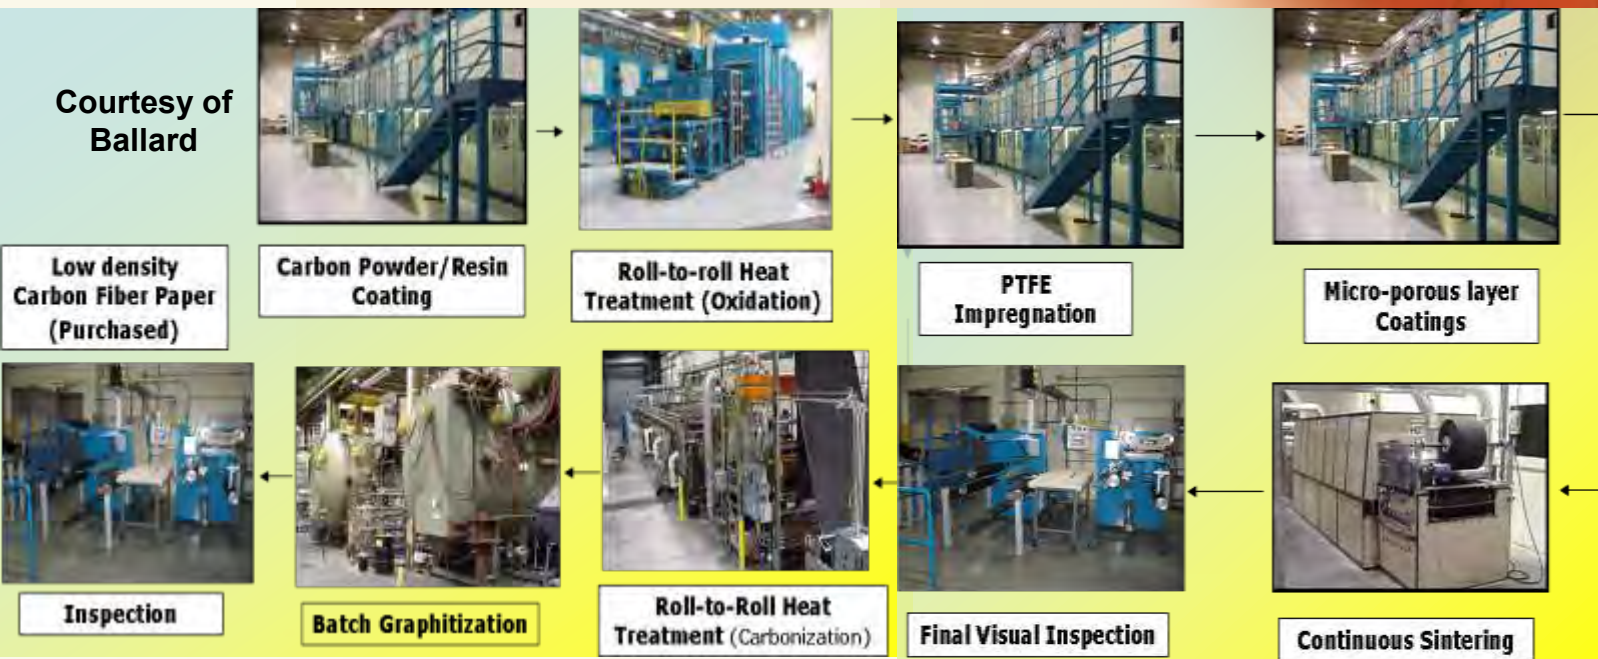 Courtesy of
Ballard
Low density
Carbon Fiber Paper
(Purchased)
Carbon Powder/Resin
Coating
Roll-to-roll Heat
Treatment (Oxidation)
PTFE
Impregnation
Micro-porous layer
Coatings
Inspection
Batch Graphitization
Roll-to-Roll Heat
Treatment (Carbonization)
Final Visual Inspection
Continuous Sintering